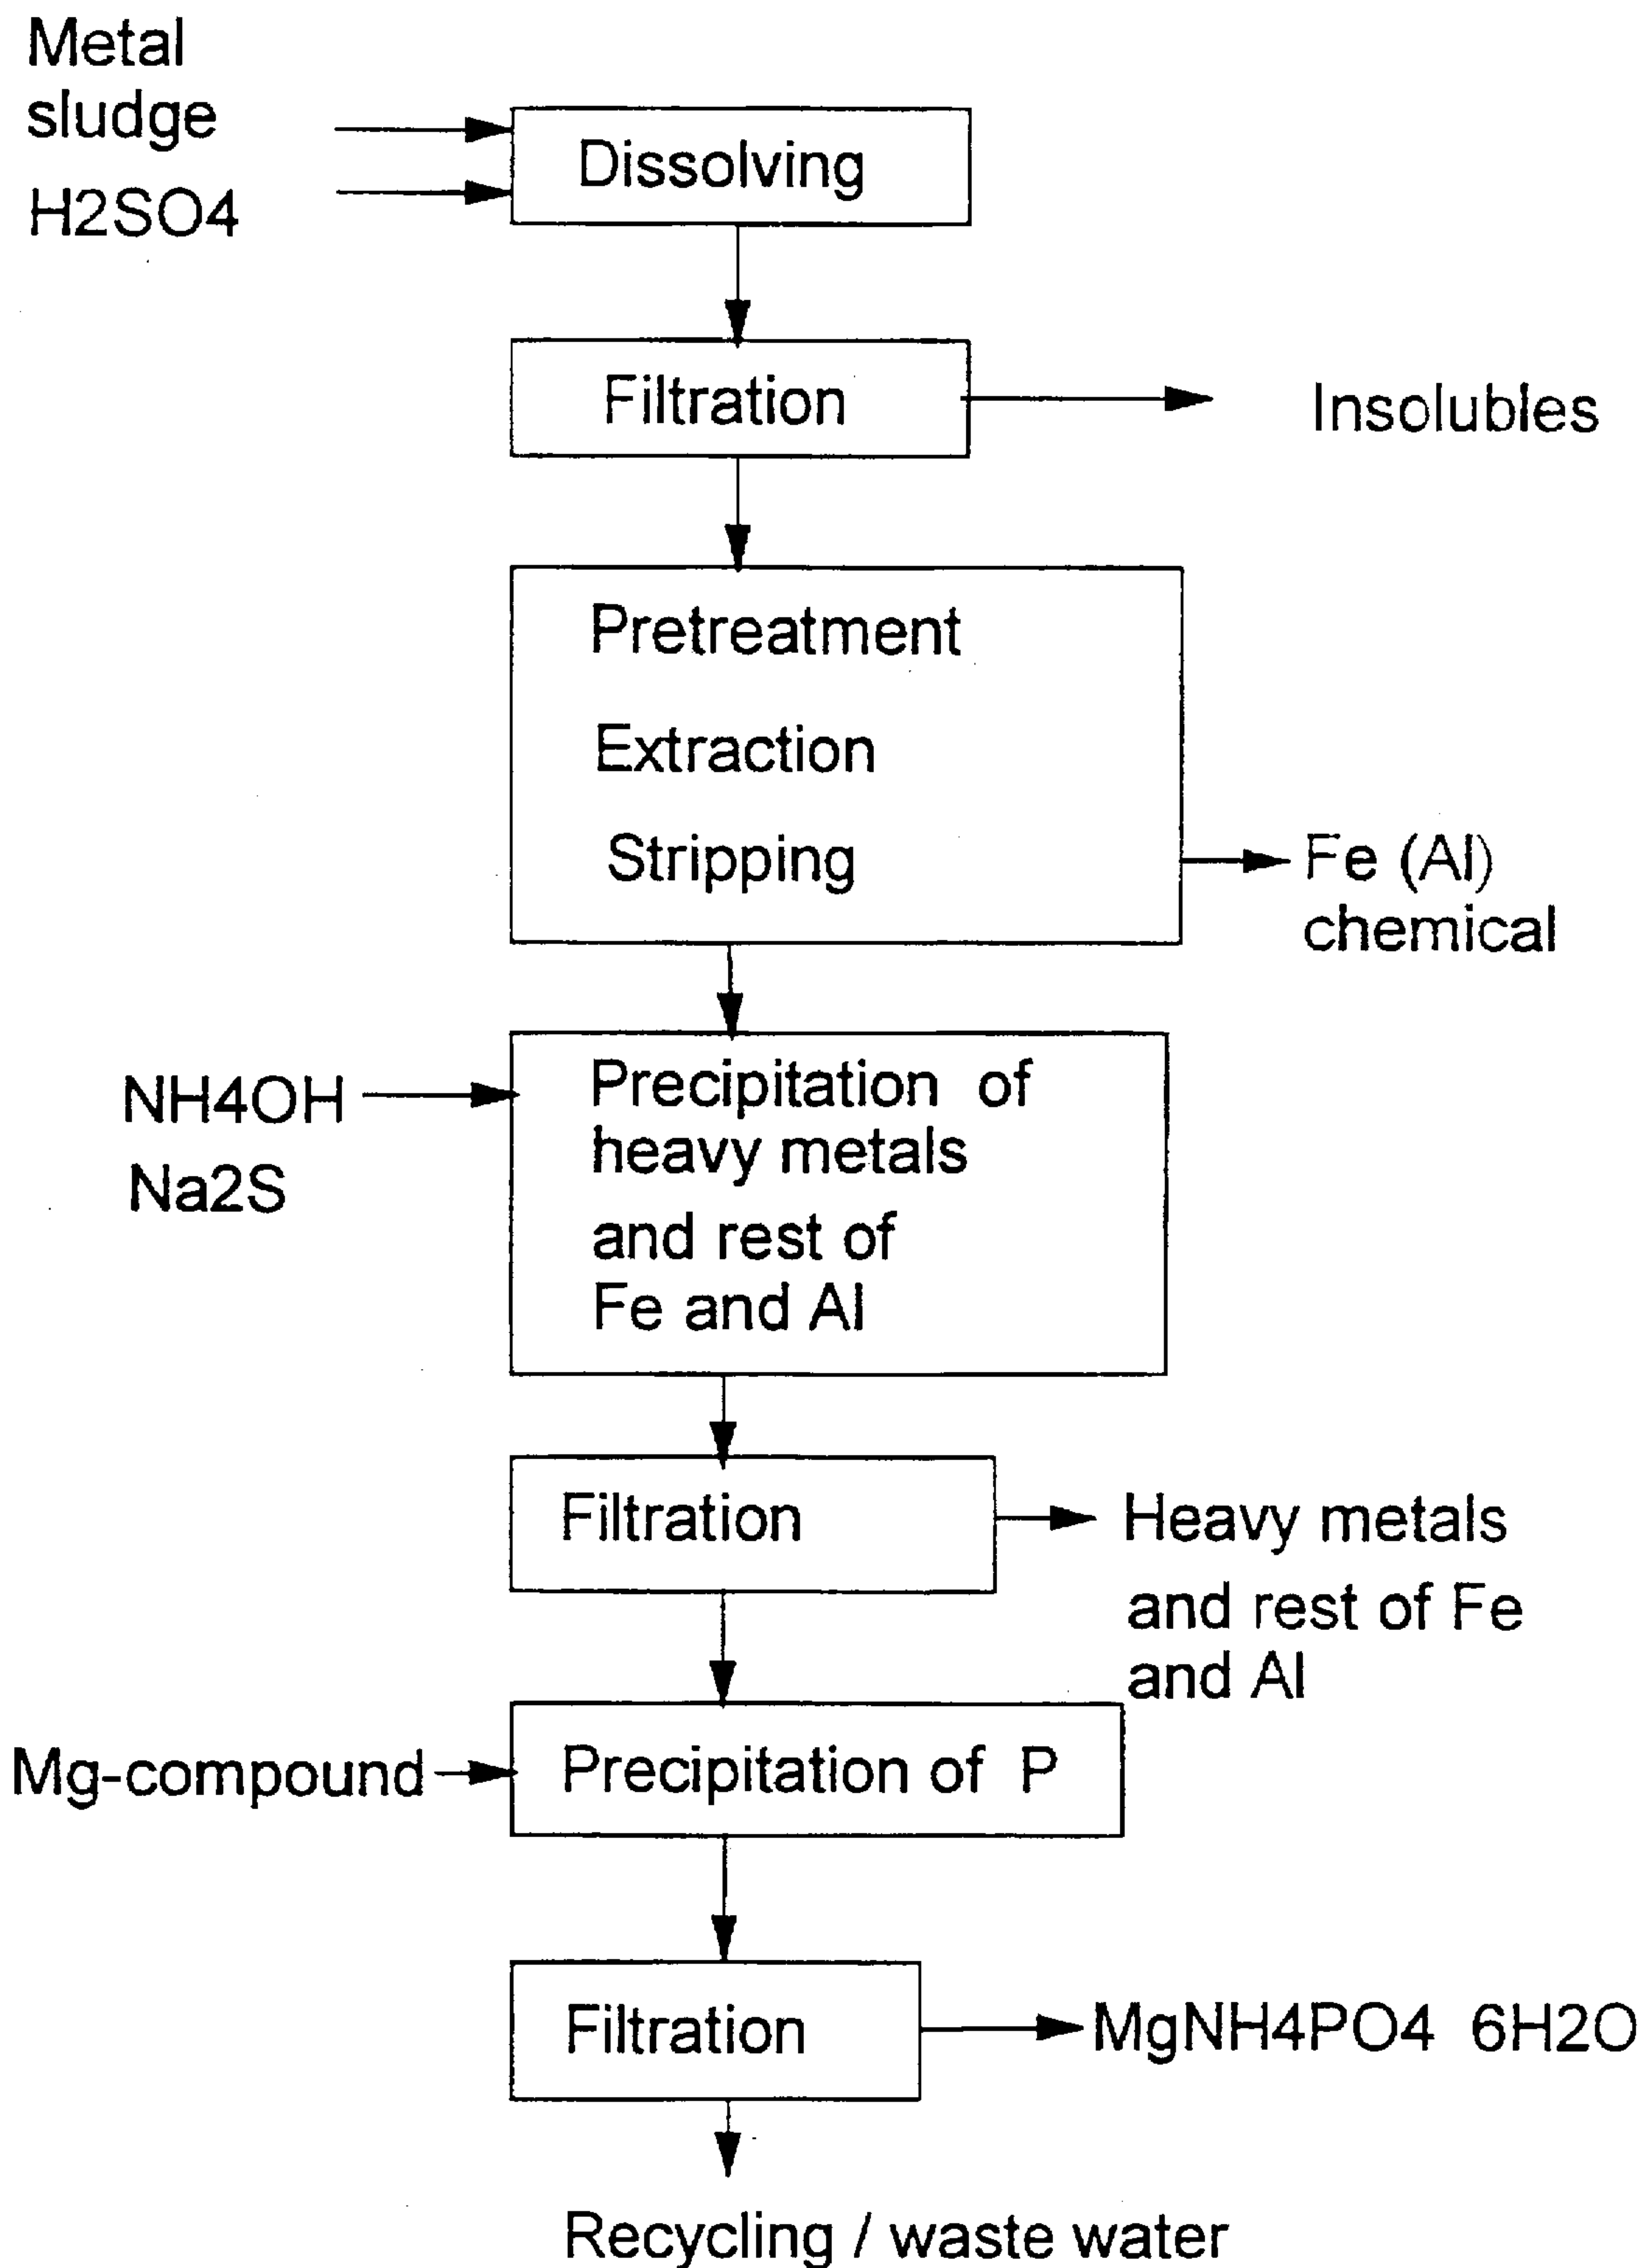 Metal
sludge
H2SO4
Dissolving
Filtration
Insolubles
Pretreatment
Extraction
Stripping
Fe (Al)
chemical
NH4OH
Na2S
Precipitation of
heavy metals
and rest of
Fe and Al
Filtration
Heavy metals
and rest of Fe
and Al
Mg-compound
Precipitation of P
Filtration
MgNH4PO4 6H2O
Recycling / waste water